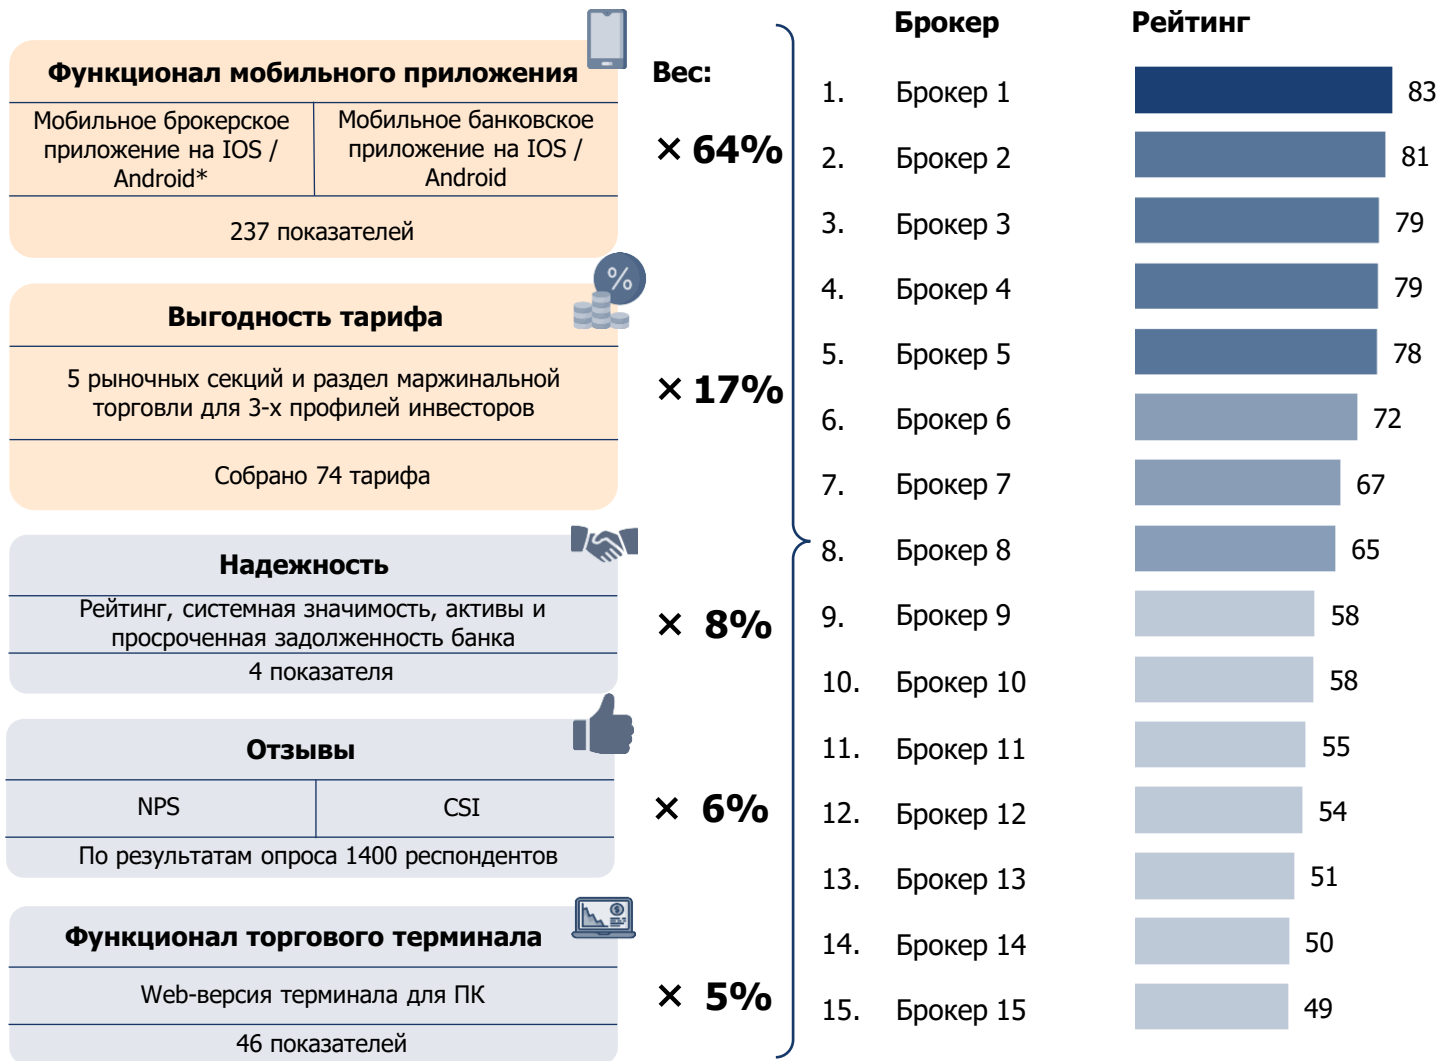 Функционал мобильного приложения
Мобильное брокерское
приложение на IOS /
Android*
Мобильное банковское
приложение на IOS /
Android
237 показателей
Выгодность тарифа
5 рыночных секций и раздел маржинальной
торговли для 3-х профилей инвесторов
Собрано 74 тарифа
Надежность
Рейтинг, системная значимость, активы и
просроченная задолженность банка
4 показателя
Отзывы
NPS
CSI
По результатам опроса 1400 респондентов
Функционал торгового терминала
Web-версия терминала для ПК
46 показателей
Вес:
× 64%
× 17%
× 8%
× 6%
× 5%
Брокер Рейтинг
1. Брокер 1 83
2. Брокер 2 81
3. Брокер 3 79
4. Брокер 4 79
5. Брокер 5 78
6. Брокер 6 72
7. Брокер 7 67
8. Брокер 8 65
9. Брокер 9 58
10. Брокер 10 58
11. Брокер 11 55
12. Брокер 12 54
13. Брокер 13 51
14. Брокер 14 50
15. Брокер 15 49
%